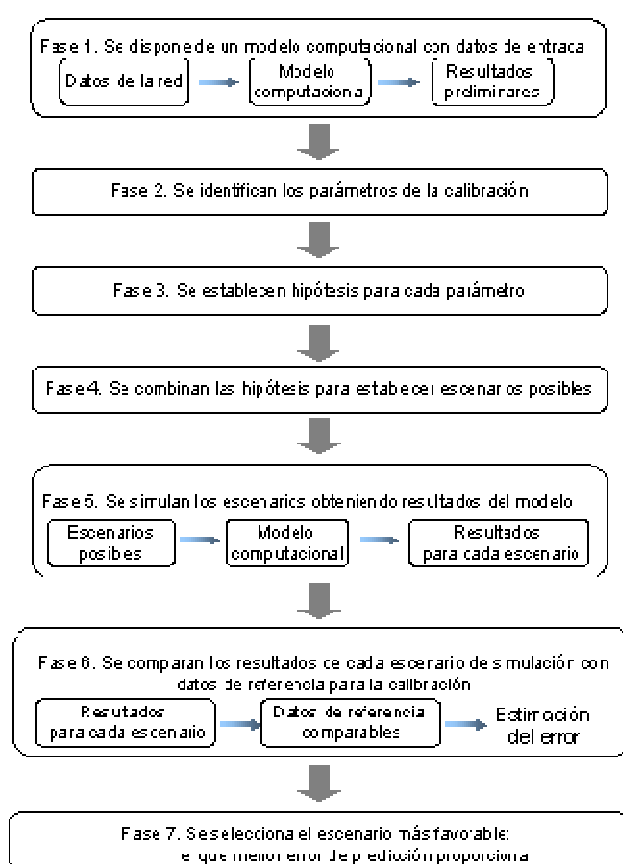 Fase 1. Se dispone de un modelo computacional con datos de entrada
Datos de la red
Modelo
computacional
Resultados
preliminares
Fase 2. Se identifican los parámetros de la calibración
Fase 3. Se establecen hipótesis para cada parámetro
Fase 4. Se combinan las hipótesis para establecer escenarios posibles
Fase 5. Se simulan los escenarios obteniendo resultados del modelo
Escenarios
posibles
Modelo
computacional
Resultados
para cada escenario
Fase 6. Se comparan los resultados de cada escenario de simulación con
datos de referencia para la calibración
Resultados
para cada escenario
Datos de referencia
comparables
Estimación
del error
Fase 7. Se selecciona el escenario más favorable:
el que menor error de predicción proporciona